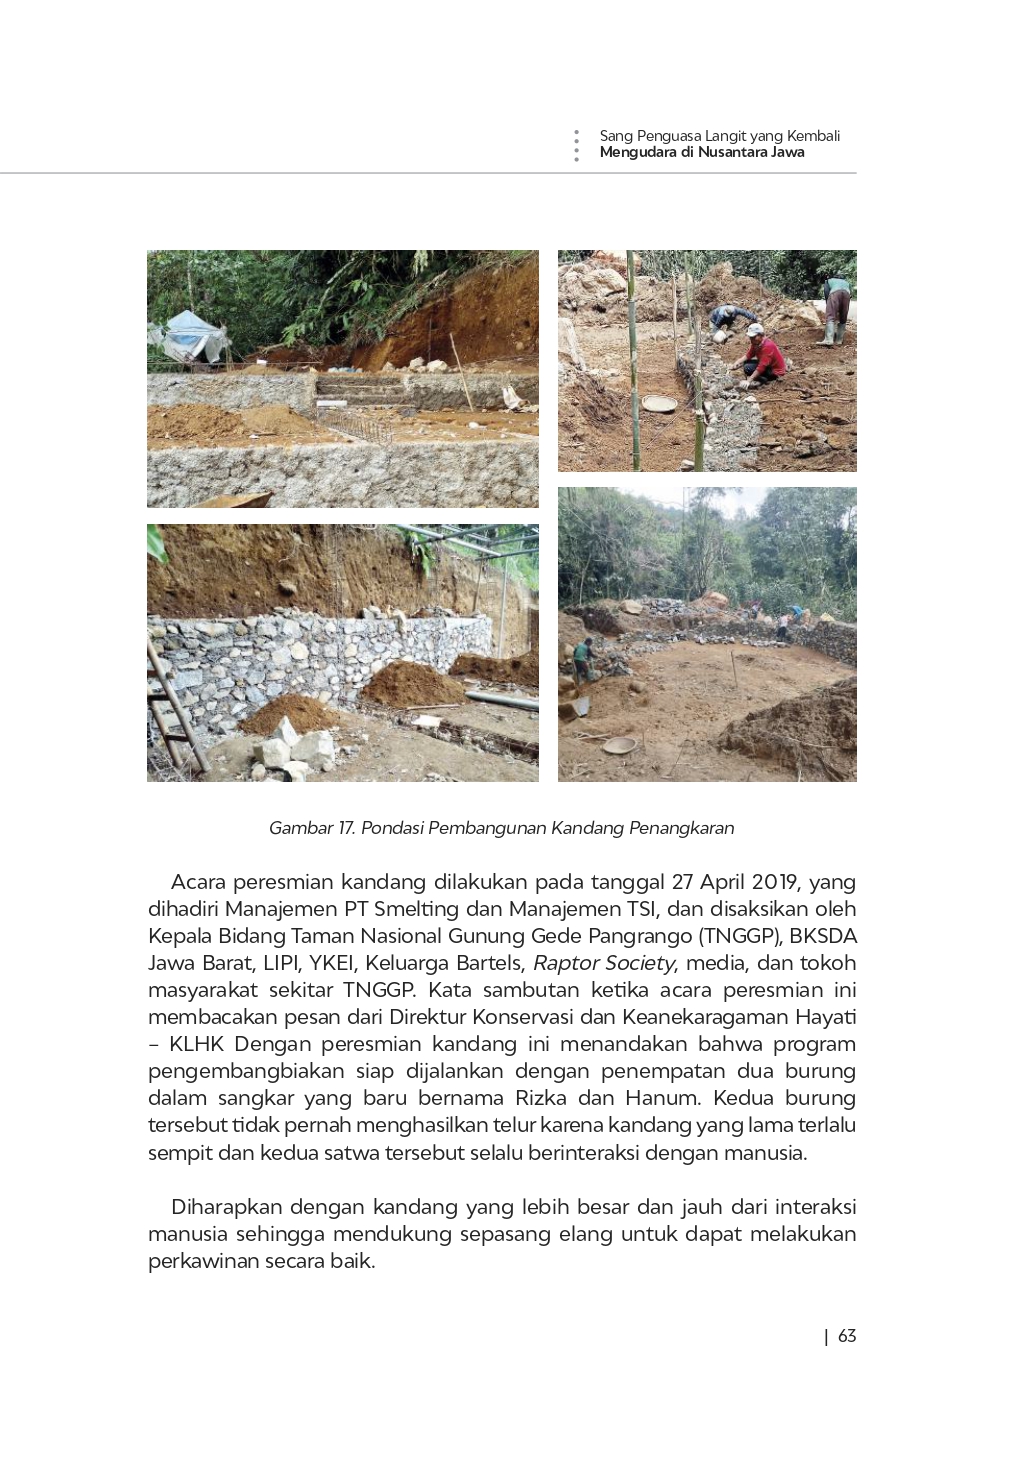 Sang Penguasa Langit yang Kembali
Mengudara di Nusantara Jawa
Gambar 17. Pondasi Pembangunan Kandang Penangkaran
Acara peresmian kandang dilakukan pada tanggal 27 April 2019, yang
dihadiri Manajemen PT Smelting dan Manajemen TSI, dan disaksikan oleh
Kepala Bidang Taman Nasional Gunung Gede Pangrango (TNGGP), BKSDA
Jawa Barat, LIPI, YKEI, Keluarga Bartels, Raptor Society, media, dan tokoh
masyarakat sekitar TNGGP. Kata sambutan ketika acara peresmian ini
membacakan pesan dari Direktur Konservasi dan Keanekaragaman Hayati
– KLHK Dengan peresmian kandang ini menandakan bahwa program
pengembangbiakan siap dijalankan dengan penempatan dua burung
dalam sangkar yang baru bernama Rizka dan Hanum. Kedua burung
tersebut tidak pernah menghasilkan telur karena kandang yang lama terlalu
sempit dan kedua satwa tersebut selalu berinteraksi dengan manusia.
Diharapkan dengan kandang yang lebih besar dan jauh dari interaksi
manusia sehingga mendukung sepasang elang untuk dapat melakukan
perkawinan secara baik.
| 63